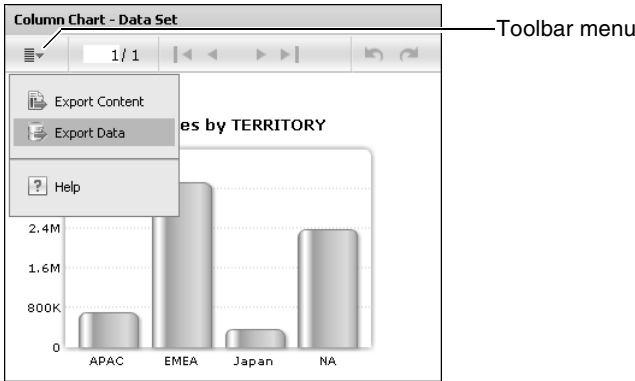 Column Chart - Data Set
Toolbar menu
1/ 1
Export Content
Export Data
Help
es by TERRITORY
2.4M
1.6M
800K
0
APAC EMEA Japan NA